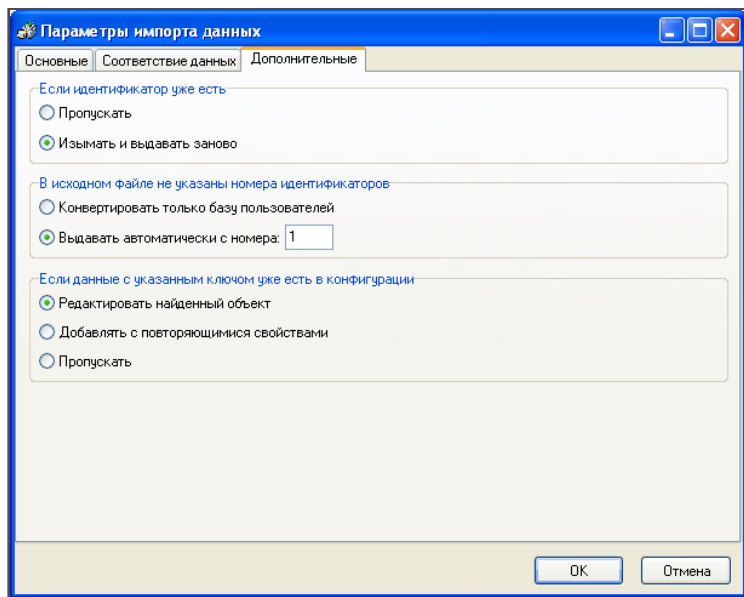 Параметры импорта данных
Основные Соответствие данных Дополнительные
Если идентификатор уже есть
Пропускать
Изымать и выдавать заново
В исходном файле не указаны номера идентификаторов
Конвертировать только базу пользователей
Выдавать автоматически с номера: 1
Если данные с указанным ключом уже есть в конфигурации
Редактировать найденный объект
Добавлять с повторяющимися свойствами
Пропускать
OK Отмена